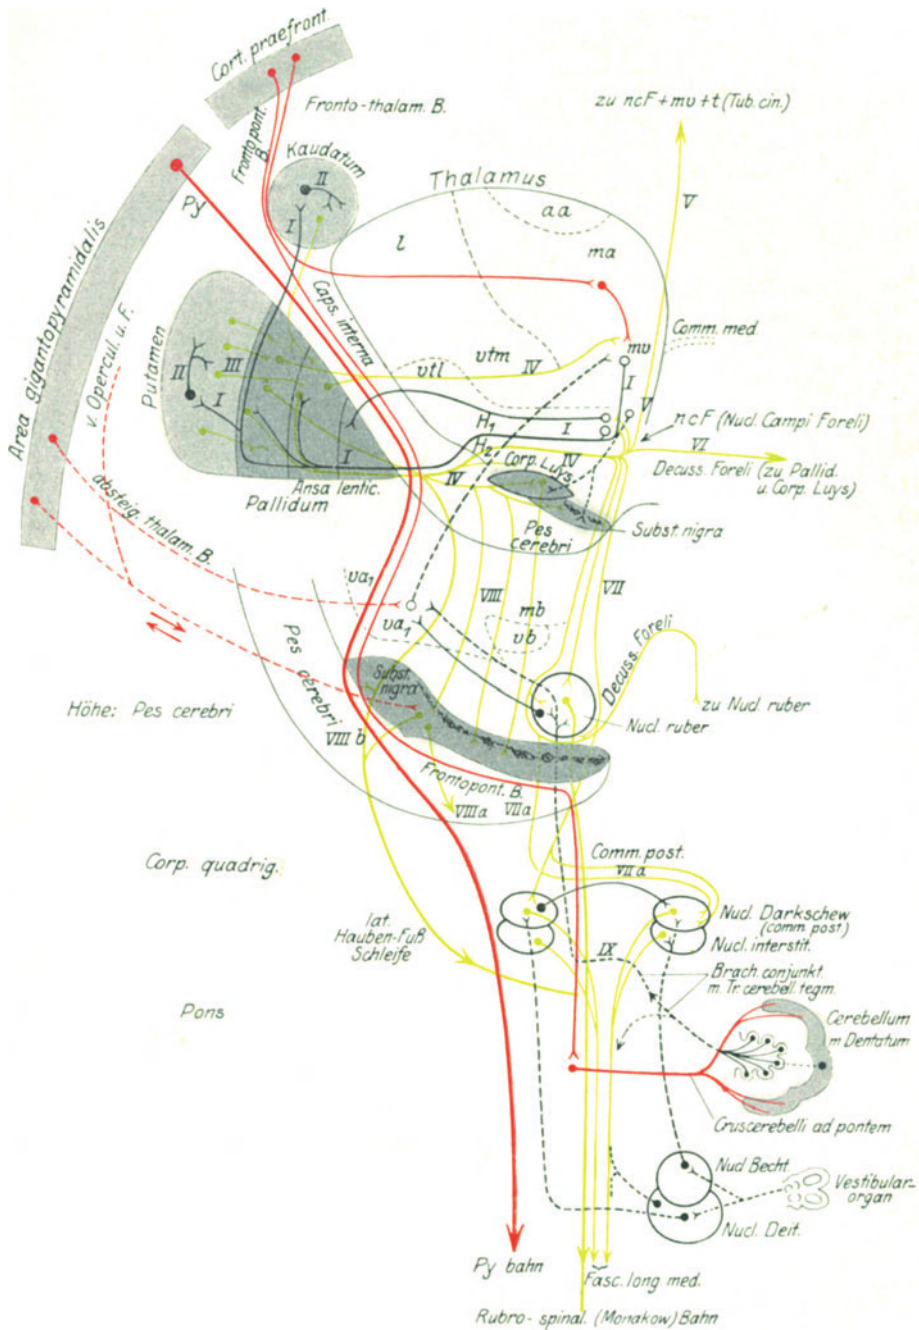 Cort. praefront.
Fronto-thalam. B.
Frontopont.
B.
zu ncF + mv + t (Tub. cin.)
Kaudatum
II
I
Thalamus
aa
l
ma
V
Py
Area gigantopyramidalis
v. Opercul. u. F.
Caps. interna
Putamen
II
III
I
vtl
vtm
IV
mv
Comm. med.
I
V
H₁
I
H₂
ncF (Nucl. Campi Foreli)
VI
Decuss. Foreli (zu Pallid.
u. Corp. Luys)
I
IV
IV
Corp. Luys
Ansa lentic.
Pallidum
Pes
cerebri
Subst. nigra
absteig. thalam. B.
va₁
va₁
VIII
mb
vb
VII
Decuss. Foreli
Pes cerebri
Subst.
nigra
zu Nucl. ruber
Nucl. ruber
Höhe: Pes cerebri
VIII b
Frontopont. B.
VIIIa
VIIa
Corp. quadrig.
Comm. post.
VIIa
Nucl. Darkschew
(comm. post.)
Nucl. interstit.
lat.
Hauben-Fuß
Schleife
IX
Brach. conjunkt.
m. Tr. cerebell. tegm.
Pons
Cerebellum
m Dentatum
Cruscerebelli ad pontem
Nucl Becht.
Vestibular-
organ
Nucl. Deit.
Py bahn
Fasc. long med.
Rubro-spinal. (Monakow) Bahn